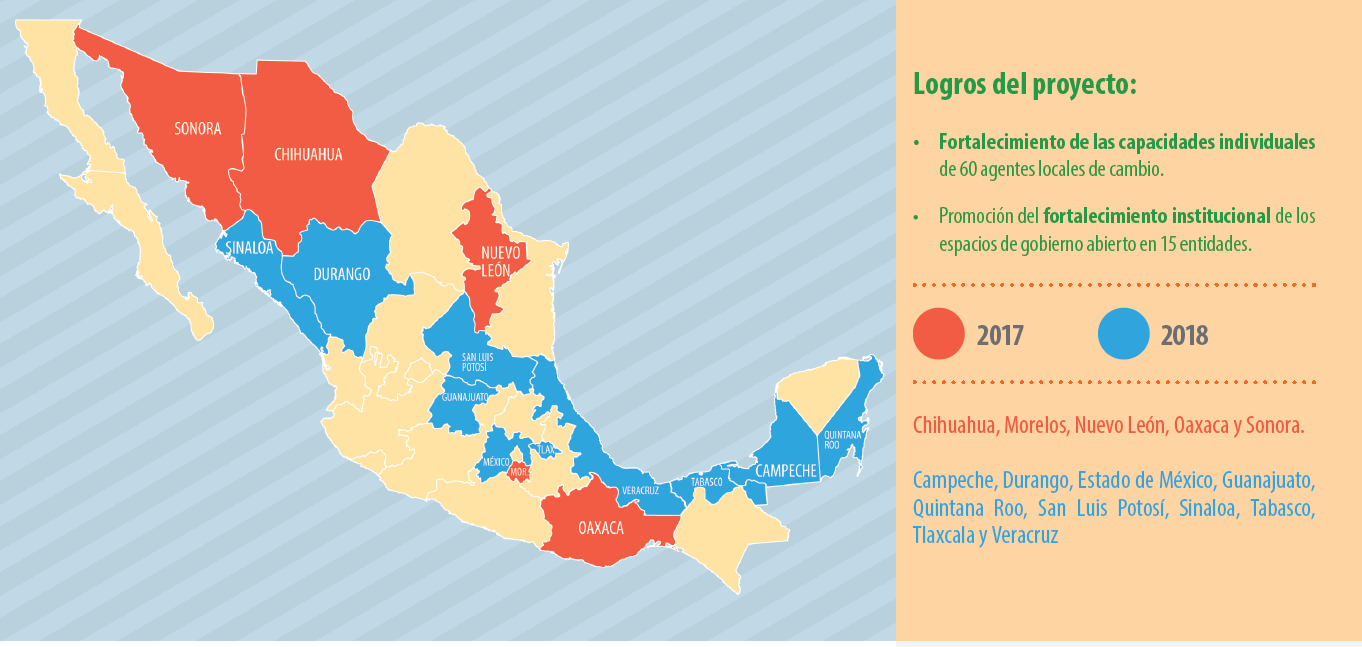 SONORA
CHIHUAHUA
SINALOA
DURANGO
NUEVO
LEÓN
SAN LUIS
POTOSÍ
GUANAJUATO
MÉXICO
MOR.
TLAX.
VERACRUZ
OAXACA
TABASCO
CAMPECHE
QUINTANA
ROO
Logros del proyecto:
• Fortalecimiento de las capacidades individuales
de 60 agentes locales de cambio.
• Promoción del fortalecimiento institucional de los
espacios de gobierno abierto en 15 entidades.
2017
2018
Chihuahua, Morelos, Nuevo León, Oaxaca y Sonora.
Campeche, Durango, Estado de México, Guanajuato,
Quintana Roo, San Luis Potosí, Sinaloa, Tabasco,
Tlaxcala y Veracruz